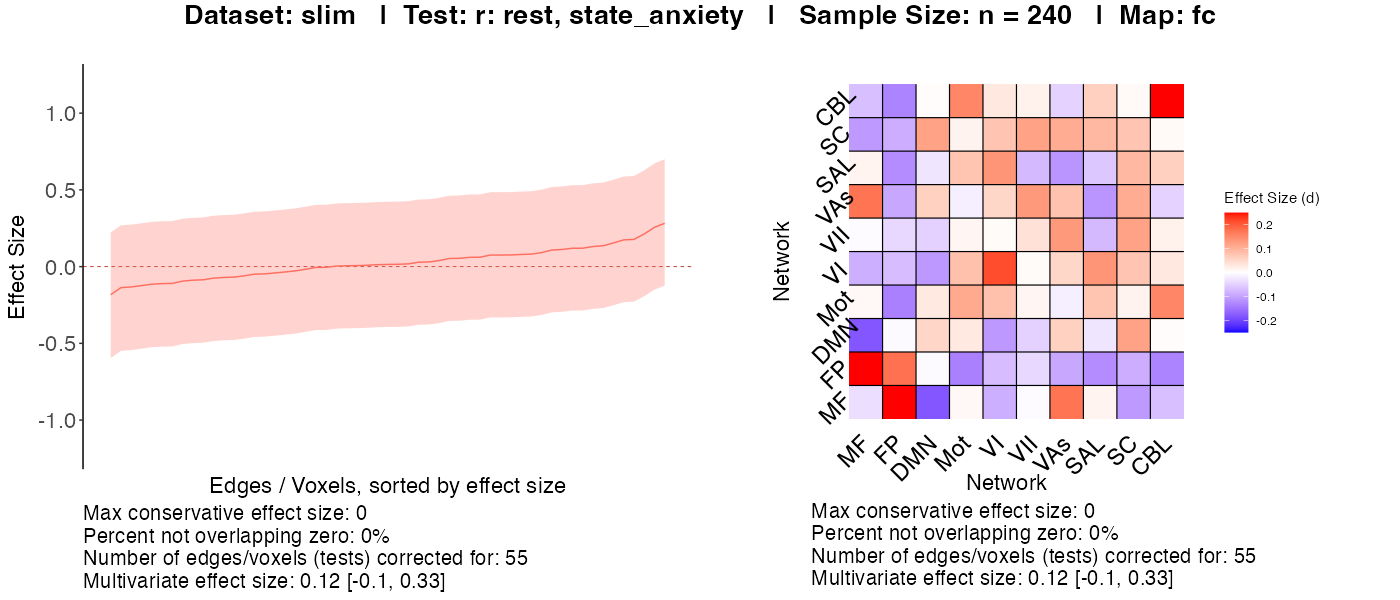 Dataset: slim | Test: r: rest, state_anxiety | Sample Size: n = 240 | Map: fc
Effect Size
1.0
0.5
0.0
-0.5
-1.0
Edges / Voxels, sorted by effect size
Max conservative effect size: 0
Percent not overlapping zero: 0%
Number of edges/voxels (tests) corrected for: 55
Multivariate effect size: 0.12 [-0.1, 0.33]
Network
CBL
SC
SAL
VAs
VII
VI
Mot
DMN
FP
MF
MF
FP
DMN
Mot
VI
VII
VAs
SAL
SC
CBL
Network
Effect Size (d)
0.2
0.1
0.0
-0.1
-0.2
Max conservative effect size: 0
Percent not overlapping zero: 0%
Number of edges/voxels (tests) corrected for: 55
Multivariate effect size: 0.12 [-0.1, 0.33]